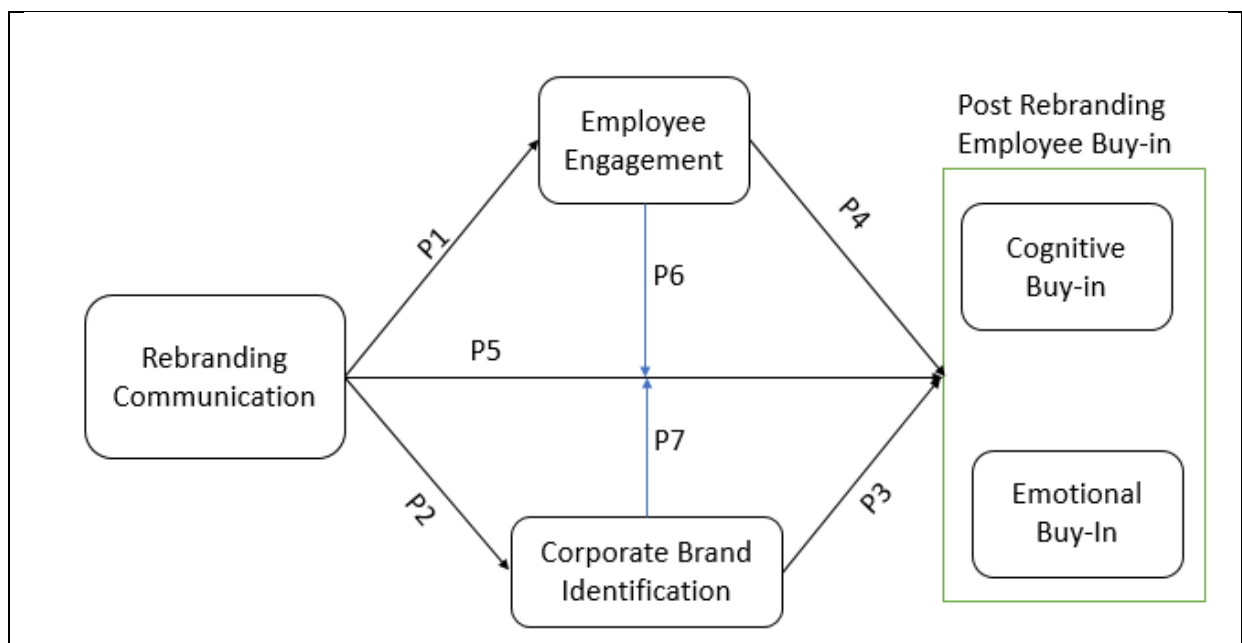 Employee
Engagement
Post Rebranding
Employee Buy-in
P1
P4
Cognitive
Buy-in
P6
P5
Rebranding
Communication
P7
P2
P3
Corporate Brand
Identification
Emotional
Buy-In